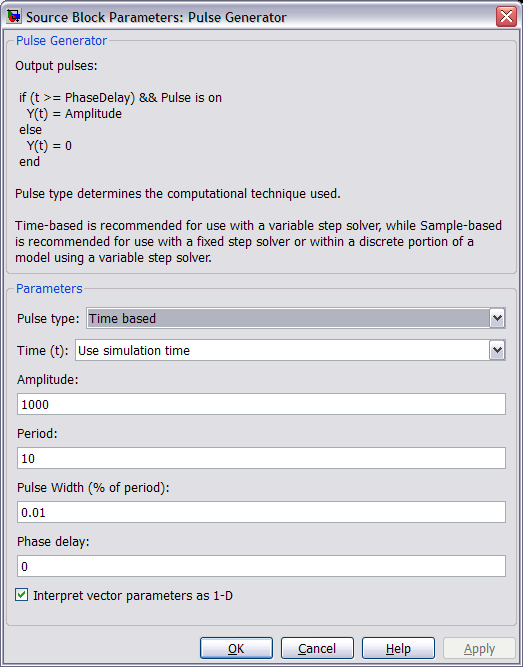 Source Block Parameters: Pulse Generator
Pulse Generator
Output pulses:
if (t >= PhaseDelay) && Pulse is on
Y(t) = Amplitude
else
Y(t) = 0
end
Pulse type determines the computational technique used.
Time-based is recommended for use with a variable step solver, while Sample-based
is recommended for use with a fixed step solver or within a discrete portion of a
model using a variable step solver.
Parameters
Pulse type: Time based
Time (t): Use simulation time
Amplitude:
1000
Period:
10
Pulse Width (% of period):
0.01
Phase delay:
0
Interpret vector parameters as 1-D
OK Cancel Help Apply